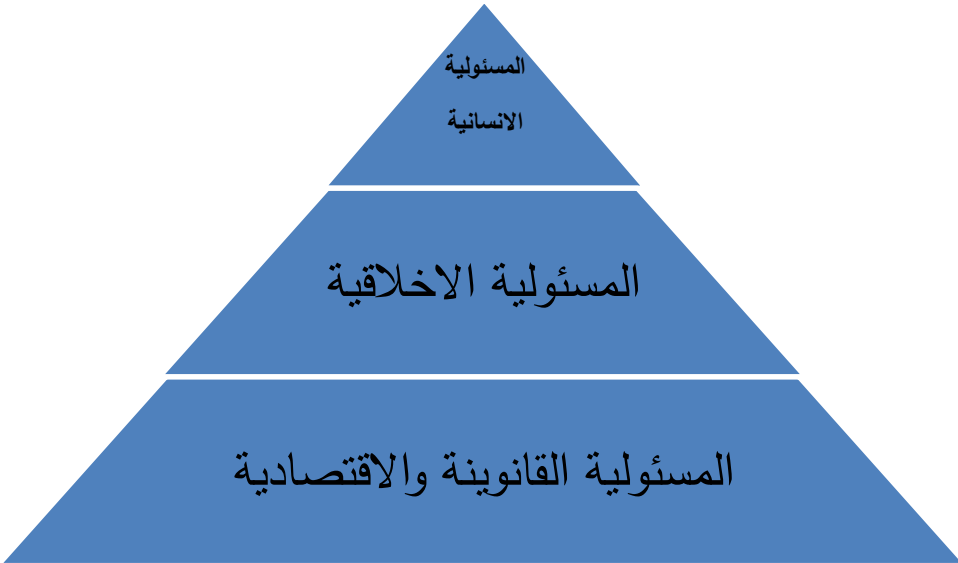 المسئولية
الانسانية
المسئولية الاخلاقية
المسئولية القانوينة والاقتصادية